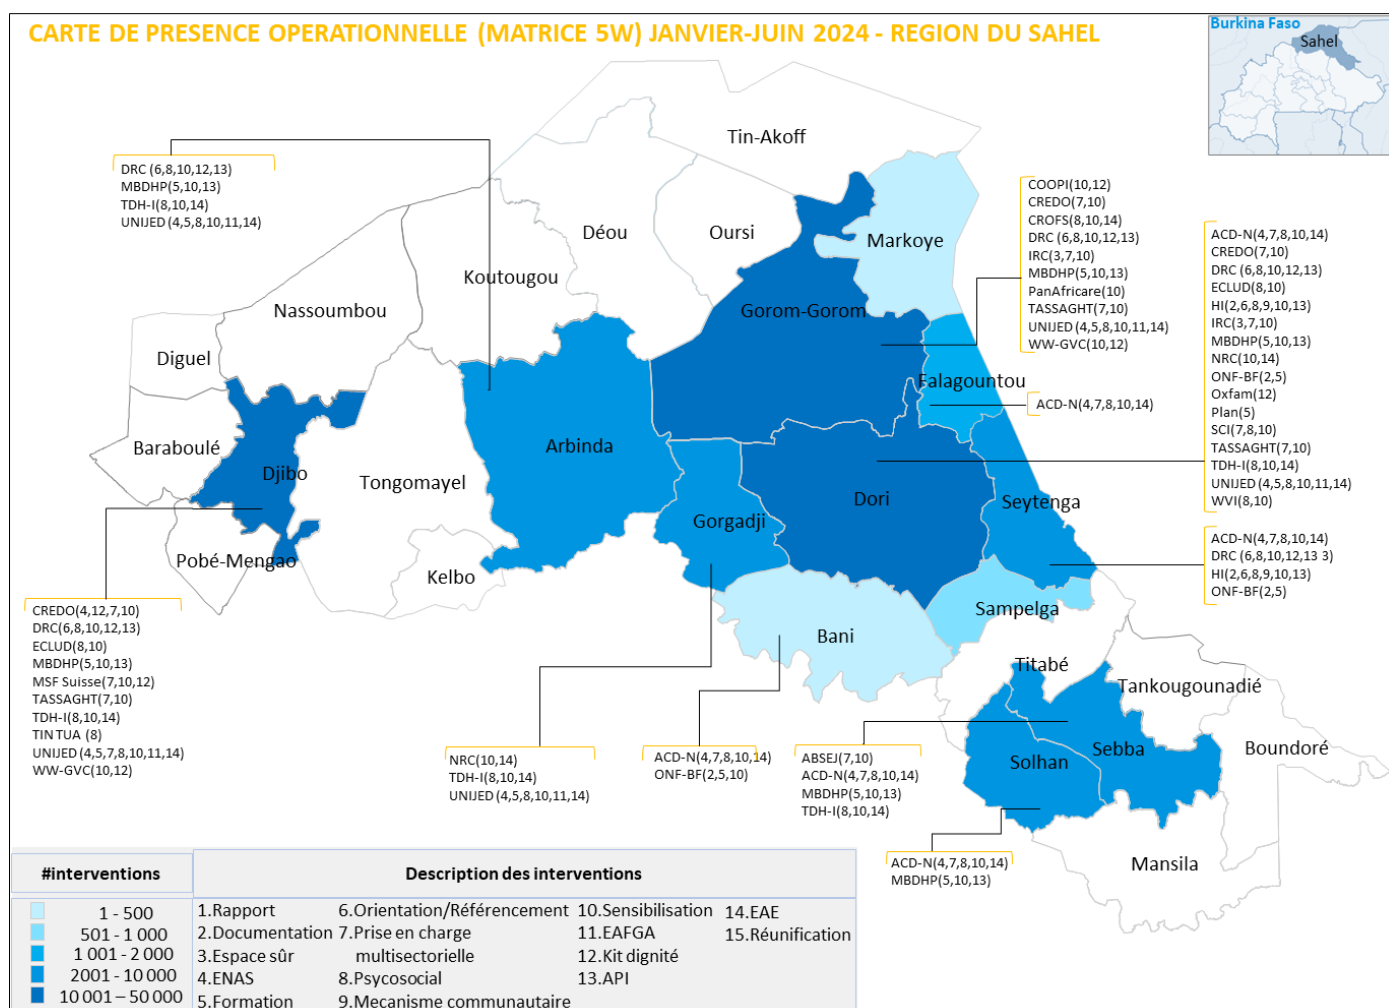 CARTE DE PRESENCE OPERATIONNELLE (MATRICE 5W) JANVIER-JUIN 2024 - REGION DU SAHEL
Burkina Faso
Sahel
Tin-Akoff
DRC (6,8,10,12,13)
MBDHP(5,10,13)
TDH-I(8,10,14)
UNIJED (4,5,8,10,11,14)
COOPI(10,12)
CREDO(7,10)
CROFS(8,10,14)
DRC (6,8,10,12,13)
IRC(3,7,10)
MBDHP(5,10,13)
PanAfricare(10)
TASSAGHT(7,10)
UNIJED (4,5,8,10,11,14)
WW-GVC(10,12)
ACD-N(4,7,8,10,14)
CREDO(7,10)
DRC (6,8,10,12,13)
ECLUD(8,10)
HI(2,6,8,9,10,13)
IRC(3,7,10)
MBDHP(5,10,13)
NRC(10,14)
ONF-BF(2,5)
Oxfam(12)
Plan(5)
SCI(7,8,10)
TASSAGHT(7,10)
TDH-I(8,10,14)
UNIJED (4,5,8,10,11,14)
WVI(8,10)
Déou
Oursi
Markoye
Koutougou
Nassoumbou
Gorom-Gorom
Diguel
Falagountou
ACD-N(4,7,8,10,14)
Baraboulé
Arbinda
Djibo
Tongomayel
Dori
Seytenga
Gorgadji
ACD-N(4,7,8,10,14)
DRC (6,8,10,12,13 3)
HI(2,6,8,9,10,13)
ONF-BF(2,5)
Pobé-Mengao
Kelbo
Sampelga
Bani
CREDO(4,12,7,10)
DRC(6,8,10,12,13)
ECLUD(8,10)
MBDHP(5,10,13)
MSF Suisse(7,10,12)
TASSAGHT(7,10)
TDH-I(8,10,14)
TIN TUA (8)
UNIJED (4,5,7,8,10,11,14)
WW-GVC(10,12)
Titabé
Tankougounadié
Boundoré
Sebba
Solhan
NRC(10,14)
TDH-I(8,10,14)
UNIJED (4,5,8,10,11,14)
ACD-N(4,7,8,10,14)
ONF-BF(2,5,10)
ABSEJ(7,10)
ACD-N(4,7,8,10,14)
MBDHP(5,10,13)
TDH-I(8,10,14)
ACD-N(4,7,8,10,14)
MBDHP(5,10,13)
Mansila
#interventions
1 - 500
501 - 1 000
1 001 - 2 000
2001 - 10 000
10 001 – 50 000
Description des interventions
1.Rapport
2.Documentation
3.Espace sûr
4.ENAS
5.Formation
6.Orientation/Référencement
7.Prise en charge
multisectorielle
8.Psycosocial
9.Mecanisme communautaire
10.Sensibilisation
11.EAFGA
12.Kit dignité
13.API
14.EAE
15.Réunification